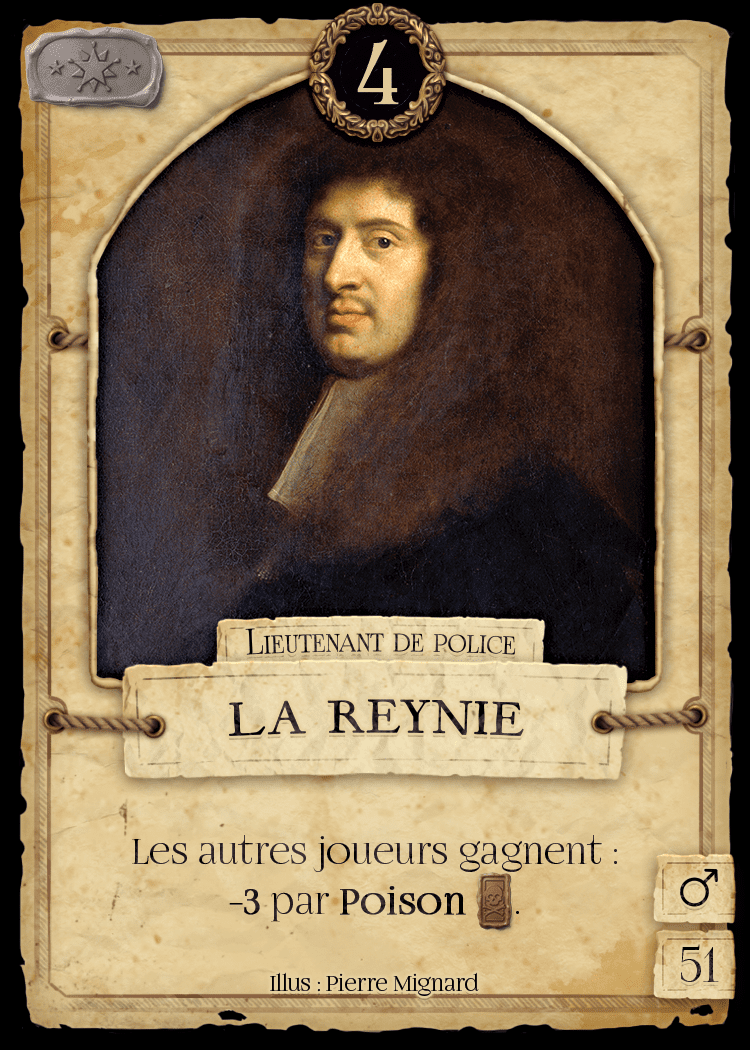 4
LIEUTENANT DE POLICE
LA REYNIE
Les autres joueurs gagnent :
-3 par Poison .
♂
51
Illus : Pierre Mignard